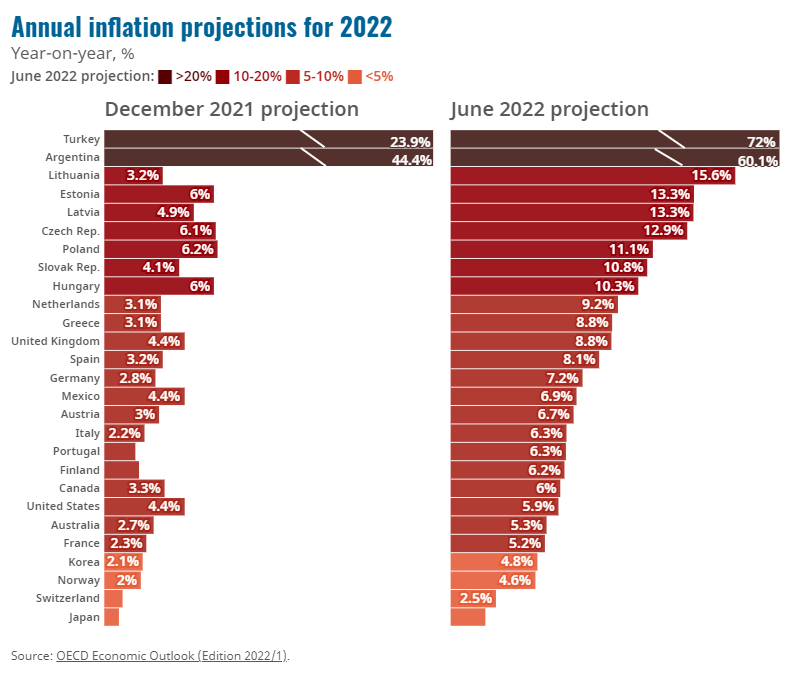 Annual inflation projections for 2022
Year-on-year, %
June 2022 projection: >20% 10-20% 5-10% <5%
December 2021 projection June 2022 projection
Turkey 23.9% 72%
Argentina 44.4% 60.1%
Lithuania 3.2% 15.6%
Estonia 6% 13.3%
Latvia 4.9% 13.3%
Czech Rep. 6.1% 12.9%
Poland 6.2% 11.1%
Slovak Rep. 4.1% 10.8%
Hungary 6% 10.3%
Netherlands 3.1% 9.2%
Greece 3.1% 8.8%
United Kingdom 4.4% 8.8%
Spain 3.2% 8.1%
Germany 2.8% 7.2%
Mexico 4.4% 6.9%
Austria 3% 6.7%
Italy 2.2% 6.3%
Portugal 6.3%
Finland 6.2%
Canada 3.3% 6%
United States 4.4% 5.9%
Australia 2.7% 5.3%
France 2.3% 5.2%
Korea 2.1% 4.8%
Norway 2% 4.6%
Switzerland 2.5%
Japan
Source: OECD Economic Outlook (Edition 2022/1).